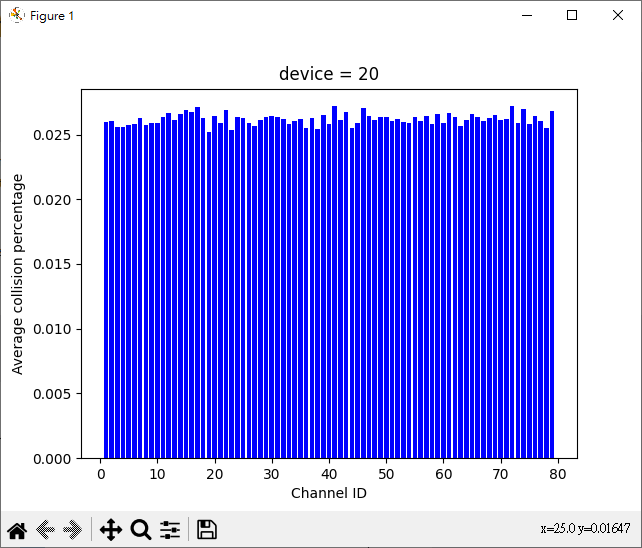 Figure 1
device = 20
0.025
0.020
0.015
0.010
0.005
0.000
Average collision percentage
0 10 20 30 40 50 60 70 80
Channel ID
x=25.0 y=0.01647